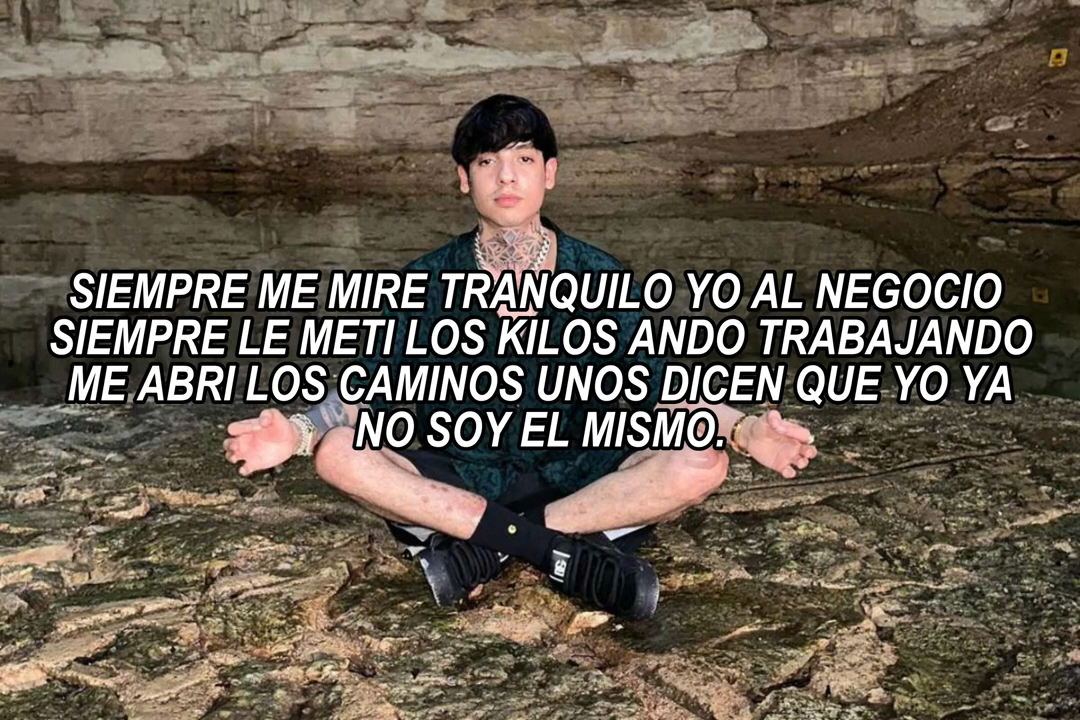 SIEMPRE ME MIRE TRANQUILO YO AL NEGOCIO
SIEMPRE LE METI LOS KILOS ANDO TRABAJANDO
ME ABRI LOS CAMINOS UNOS DICEN QUE YO YA
NO SOY EL MISMO.